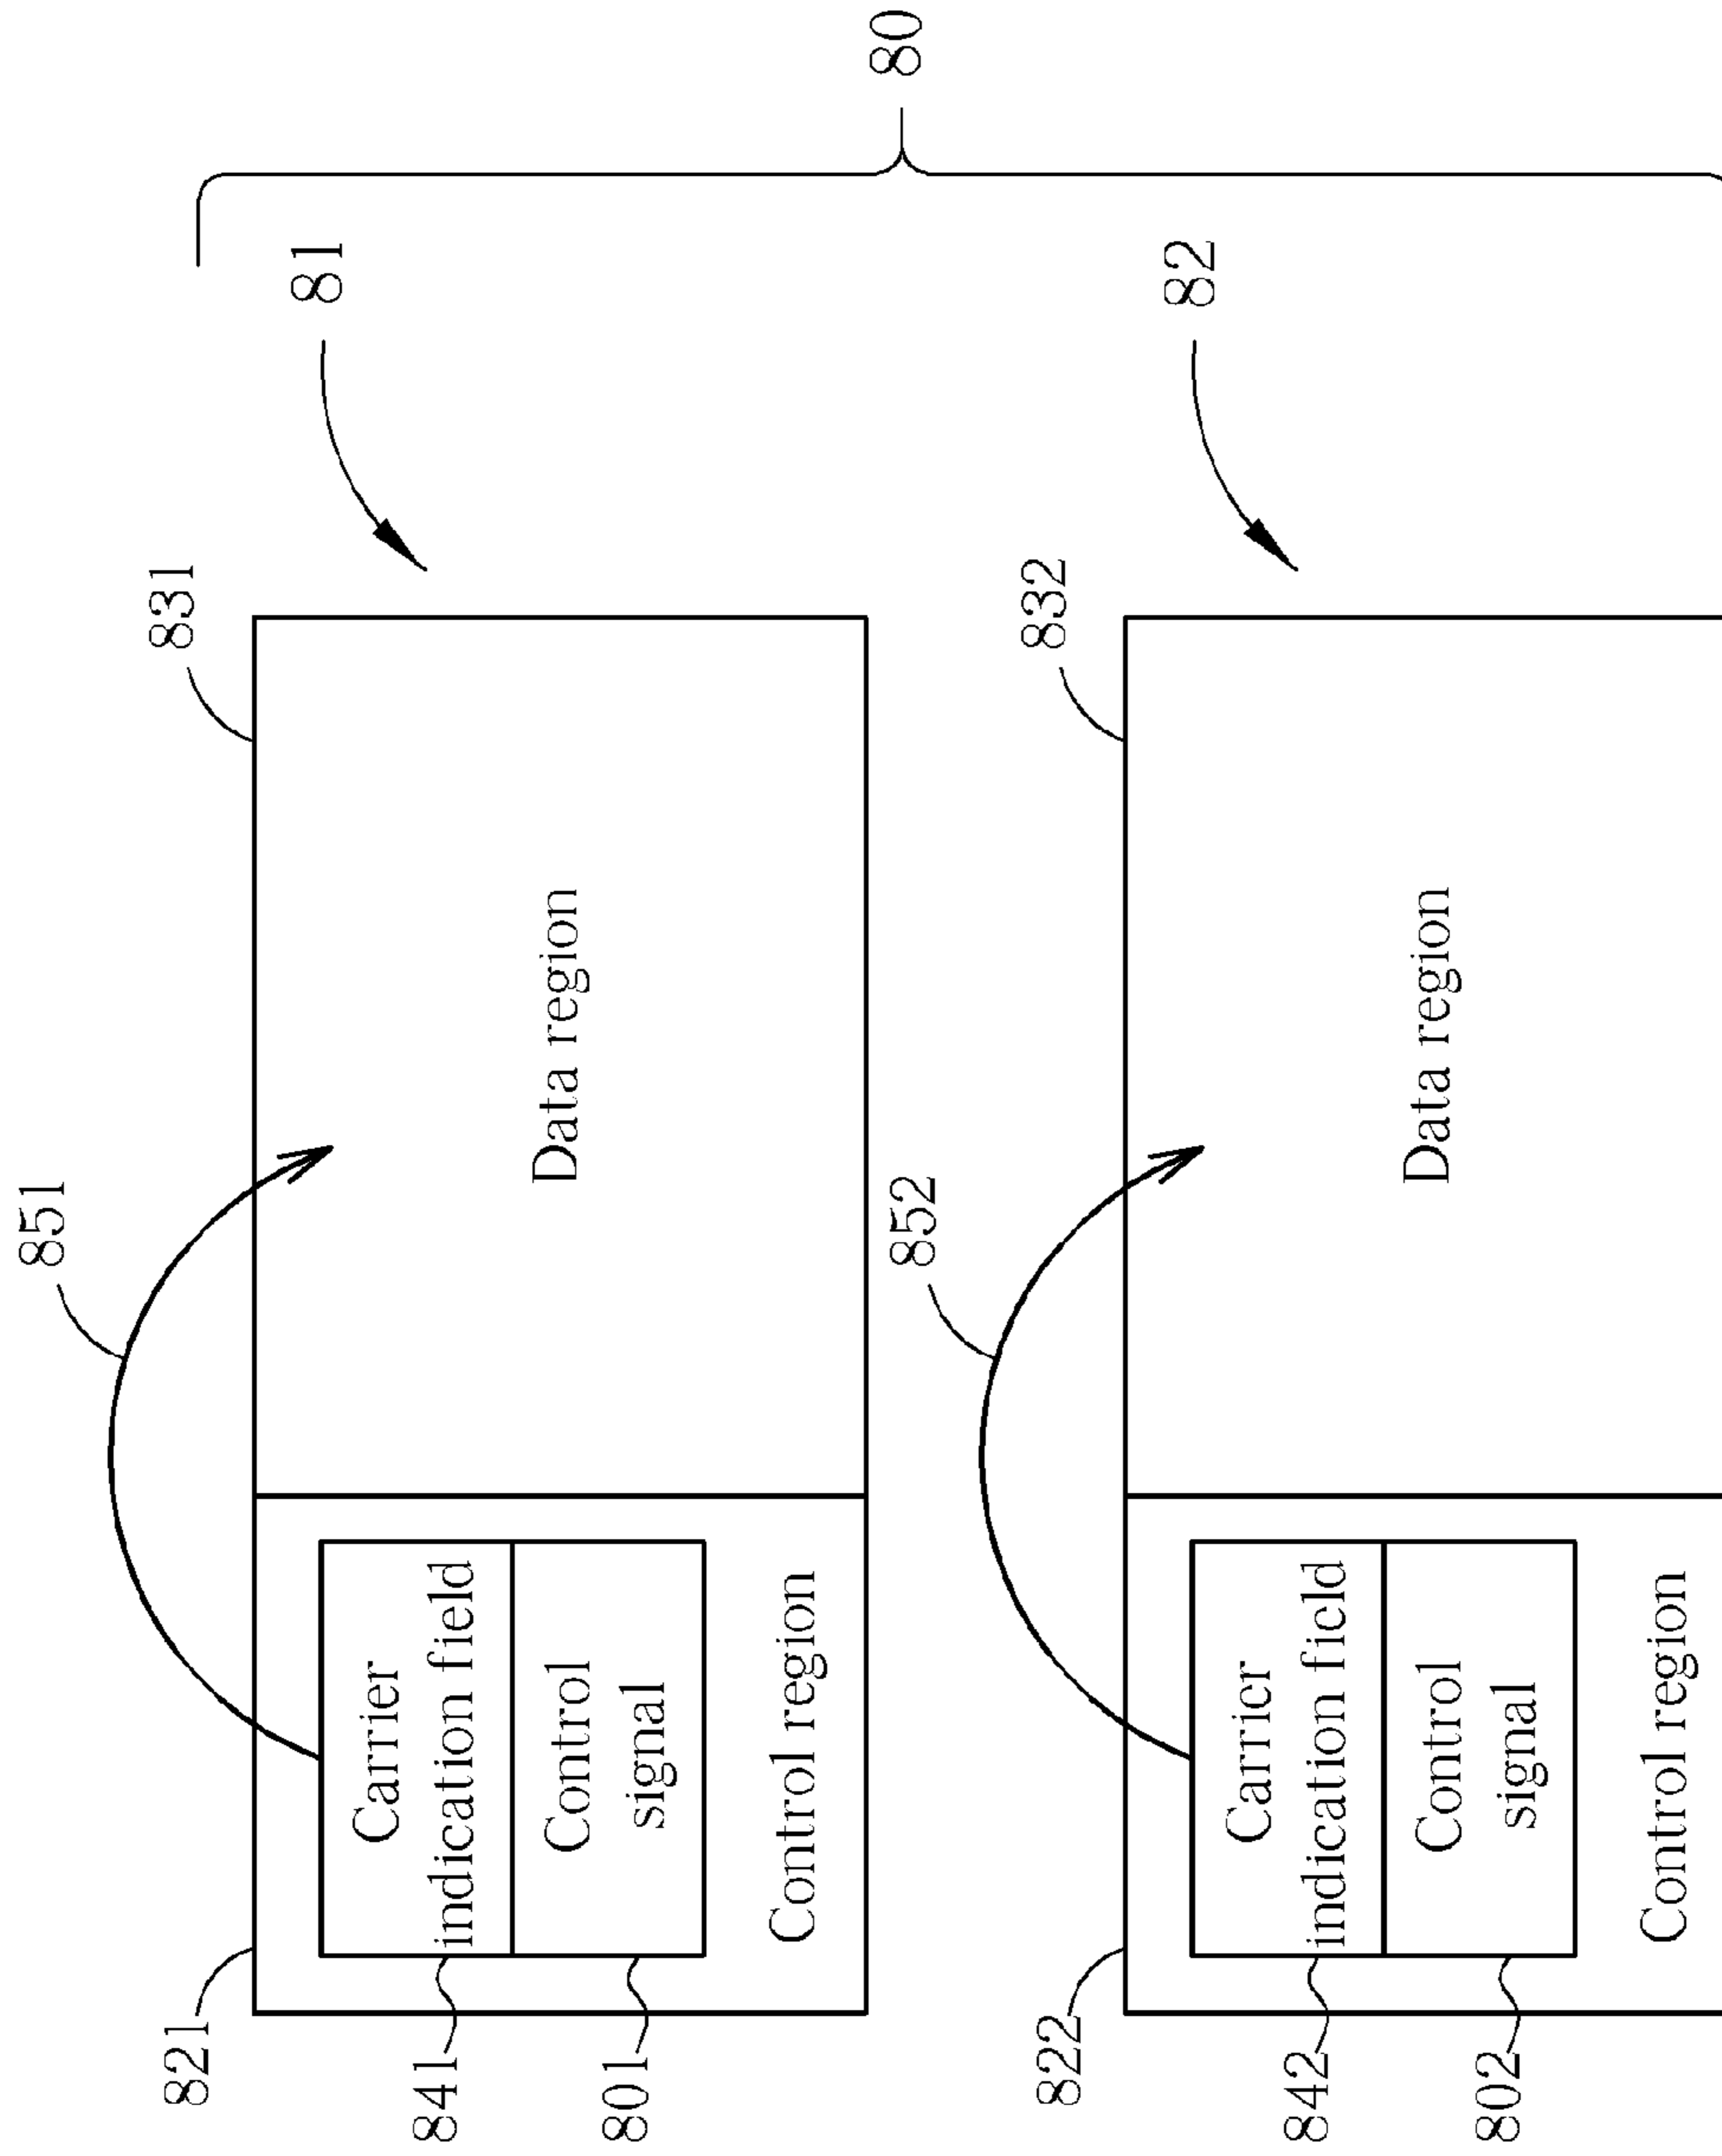 851
821
831
81
Carrier
841
indication field
Data region
Control
801
signal
Control region
80
852
822
832
82
Carrier
842
indication field
Data region
Control
802
signal
Control region